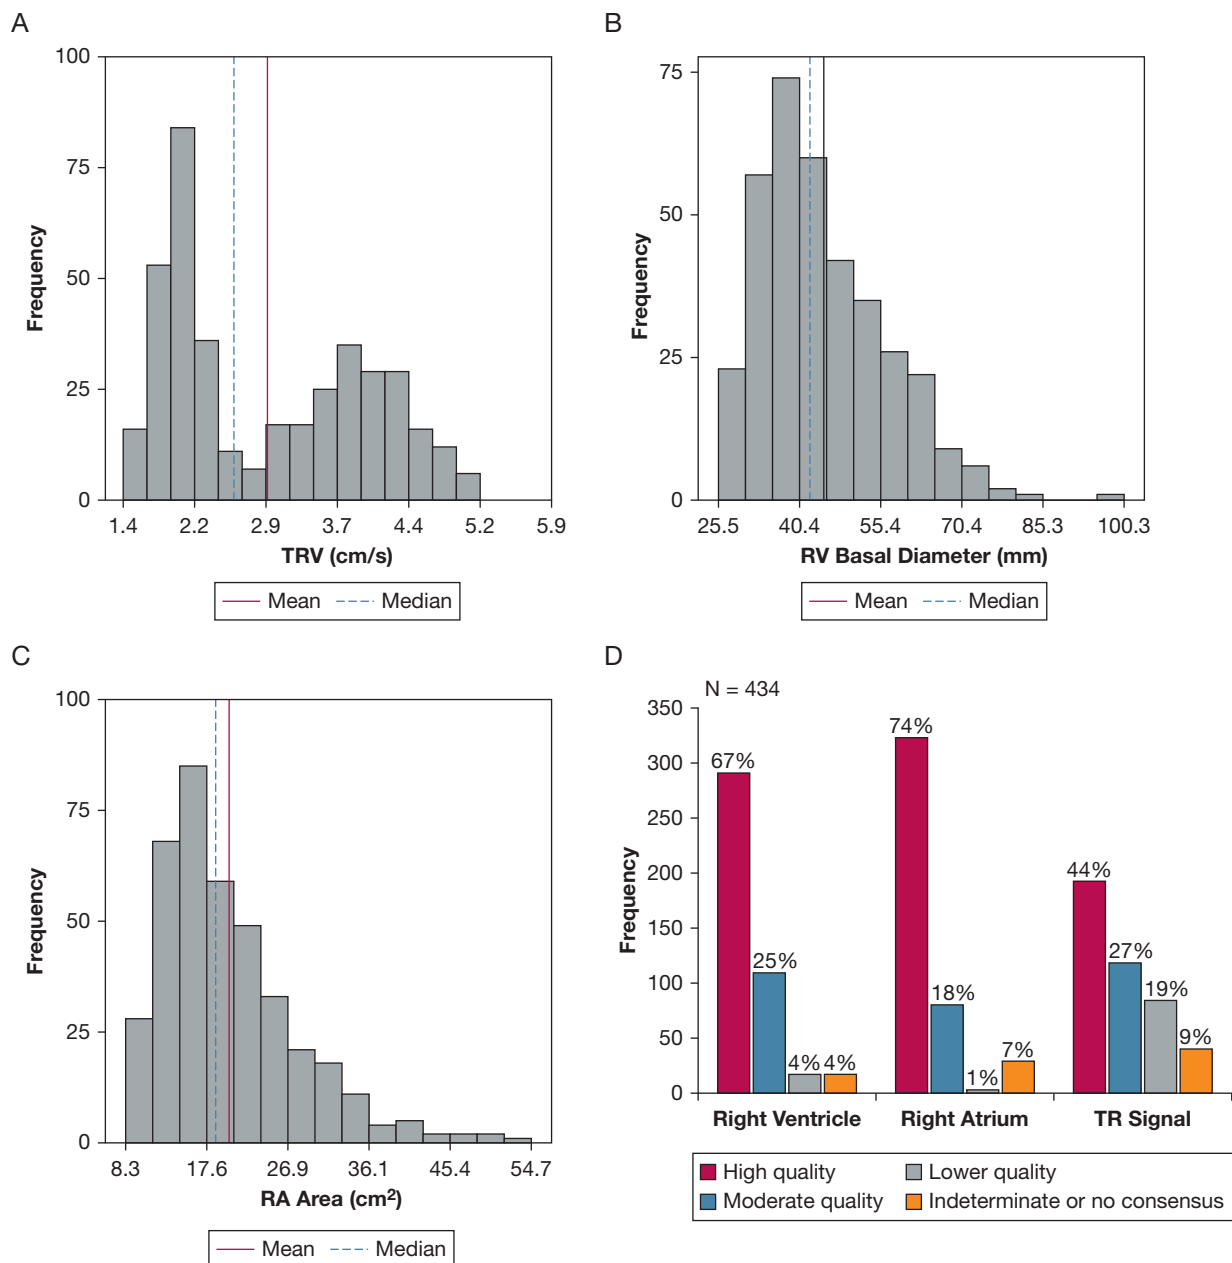 A
100
75
50
25
0
Frequency
1.4 2.2 2.9 3.7 4.4 5.2 5.9
TRV (cm/s)
Mean Median
B
75
50
25
0
Frequency
25.5 40.4 55.4 70.4 85.3 100.3
RV Basal Diameter (mm)
Mean Median
C
100
75
50
25
0
Frequency
8.3 17.6 26.9 36.1 45.4 54.7
RA Area (cm²)
Mean Median
D
N = 434
350
300
250
200
150
100
50
0
Frequency
67% 25% 4% 4%
74% 18% 1% 7%
44% 27% 19% 9%
Right Ventricle Right Atrium TR Signal
High quality Lower quality
Moderate quality Indeterminate or no consensus